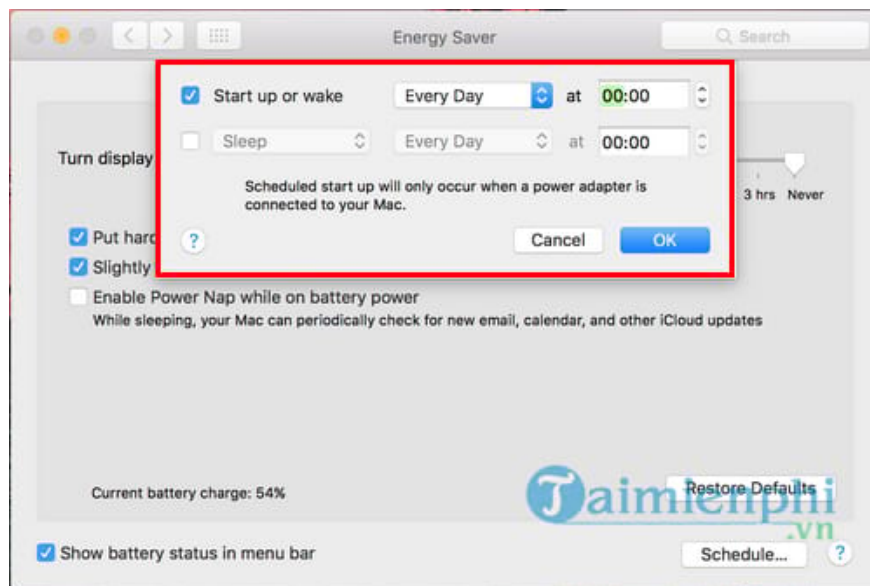 Energy Saver
Search
Start up or wake Every Day at 00:00
Sleep Every Day at 00:00
Scheduled start up will only occur when a power adapter is
connected to your Mac.
? Cancel OK
Turn display
3 hrs Never
Put hard
Slightly
Enable Power Nap while on battery power
While sleeping, your Mac can periodically check for new email, calendar, and other iCloud updates
Current battery charge: 54%
Restore Defaults
Taimienphi
.vn
Show battery status in menu bar
Schedule... ?